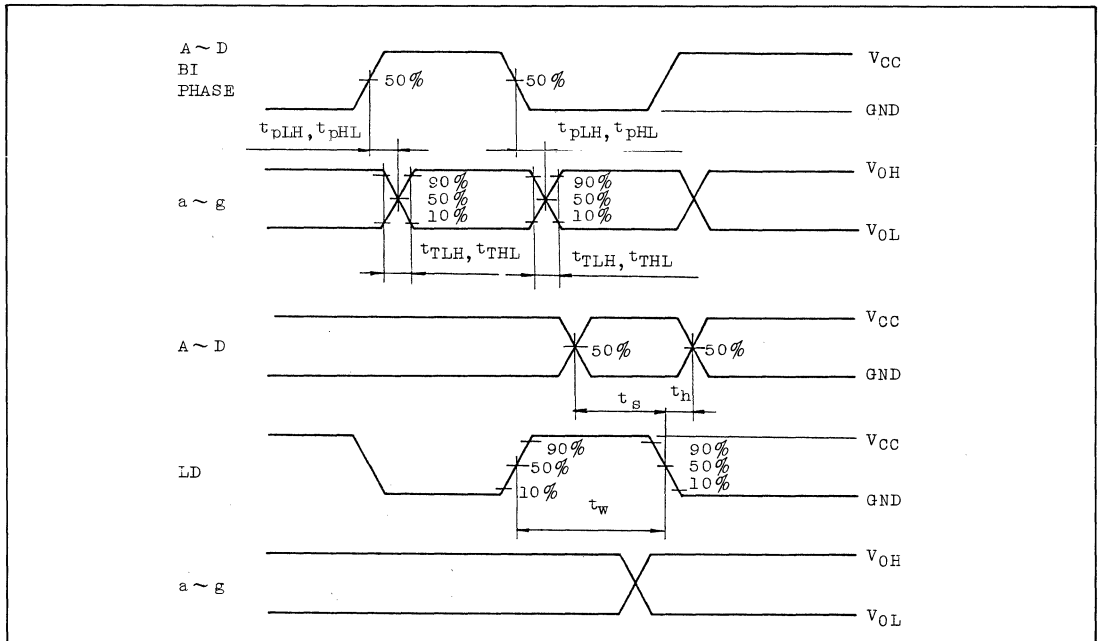 A ~ D
BI
PHASE
50%
50%
VCC
GND
tpLH, tpHL
tpLH, tpHL
a ~ g
90%
50%
10%
90%
50%
10%
VOH
VOL
tTLH, tTHL
tTLH, tTHL
A ~ D
50%
50%
VCC
GND
ts
th
LD
90%
50%
10%
90%
50%
10%
VCC
GND
tw
a ~ g
VOH
VOL